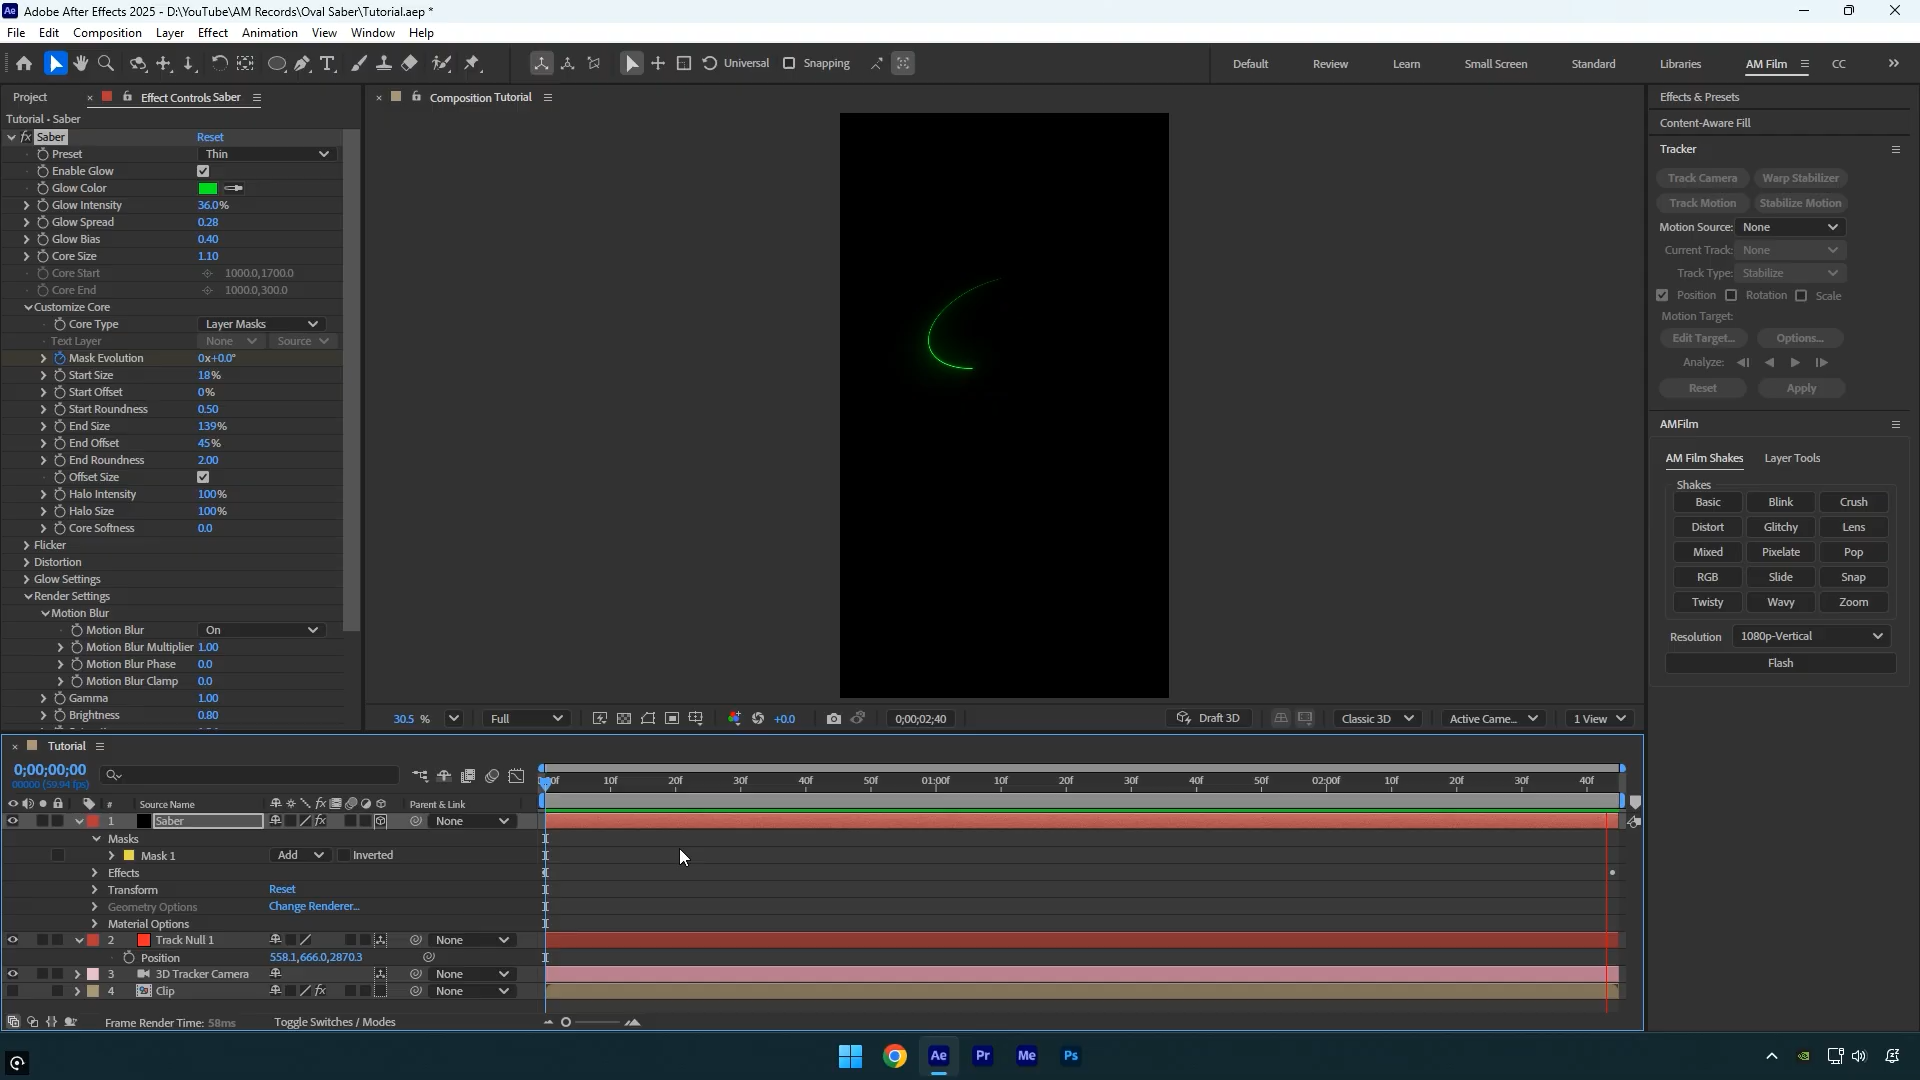 Adobe After Effects 2025 - D:\YouTube\AM Records\Oval Saber\Tutorial.aep *
File Edit Composition Layer Effect Animation View Window Help
Universal Snapping Default Review Learn Small Screen Standard Libraries AM Film CC
Project Effect Controls Saber
Composition Tutorial
Tutorial • Saber
fx Saber Reset
Preset Thin
Enable Glow
Glow Color
Glow Intensity 36.0%
Glow Spread 0.28
Glow Bias 0.40
Core Size 1.10
Core Start 1000.0,1700.0
Core End 1000.0,300.0
Customize Core
Core Type Layer Masks
Text Layer None Source
Mask Evolution 0x+0.0°
Start Size 18%
Start Offset 0%
Start Roundness 0.50
End Size 139%
End Offset 45%
End Roundness 2.00
Offset Size
Halo Intensity 100%
Halo Size 100%
Core Softness 0.0
Flicker
Distortion
Glow Settings
Render Settings
Motion Blur
Motion Blur On
Motion Blur Multiplier 1.00
Motion Blur Phase 0.0
Motion Blur Clamp 0.0
Gamma 1.00
Brightness 0.80
30.5 % Full +0.0 0;00;02;40 Draft 3D Classic 3D Active Came... 1 View
Effects & Presets
Content-Aware Fill
Tracker
Track Camera Warp Stabilizer
Track Motion Stabilize Motion
Motion Source: None
Current Track: None
Track Type: Stabilize
Position Rotation Scale
Motion Target:
Edit Target... Options...
Analyze:
Reset Apply
AMFilm
AM Film Shakes Layer Tools
Shakes
Basic Blink Crush
Distort Glitchy Lens
Mixed Pixelate Pop
RGB Slide Snap
Twisty Wavy Zoom
Resolution 1080p-Vertical
Flash
Tutorial
0;00;00;00
00000 (59.94 fps)
10f 20f 30f 40f 50f 01:00f 10f 20f 30f 40f 50f 02:00f 10f 20f 30f 40f
# Source Name fx Parent & Link
1 Saber fx None
Masks
Mask 1 Add Inverted
Effects
Transform Reset
Geometry Options Change Renderer...
Material Options
2 Track Null 1 None
Position 558.1,666.0,2870.3
3 3D Tracker Camera None
4 Clip fx None
Frame Render Time: 58ms Toggle Switches / Modes
Ae Pr Me Ps